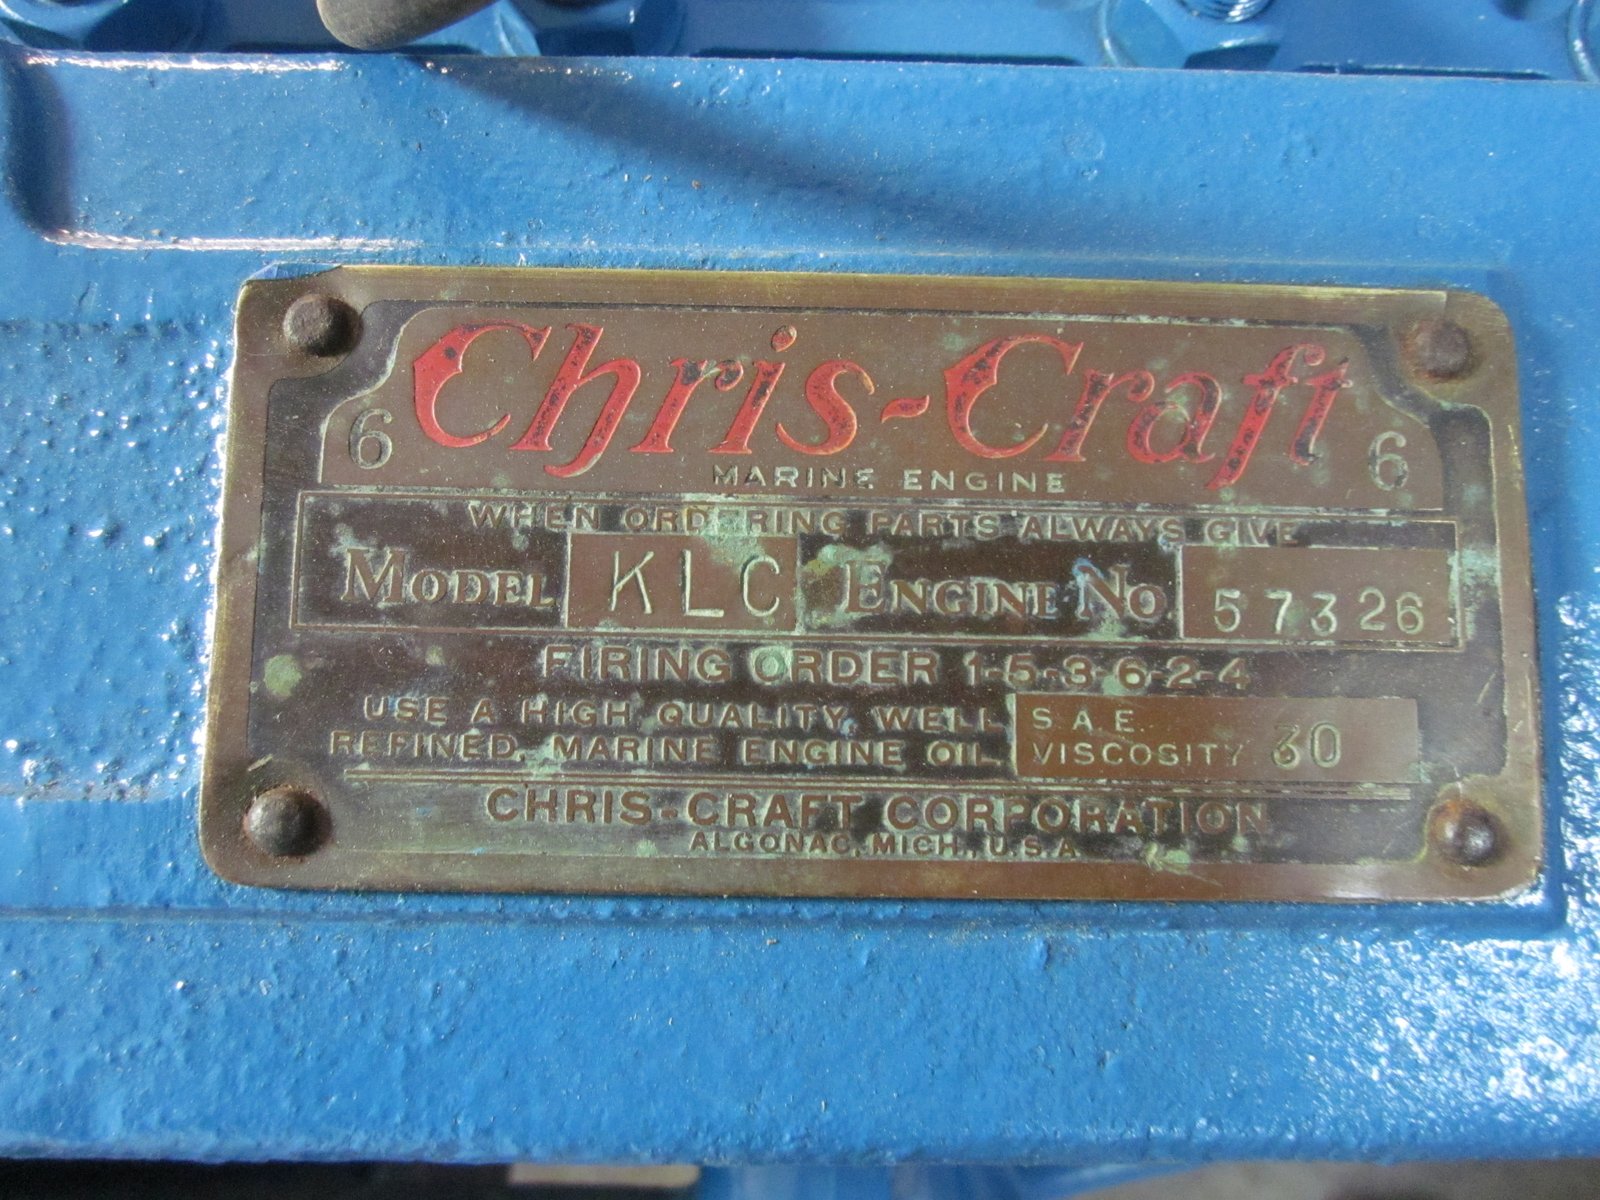 Chris-Craft
6 6
MARINE ENGINE
WHEN ORDERING PARTS ALWAYS GIVE
MODEL KLC ENGINE NO. 57326
FIRING ORDER 1-5-3-6-2-4
USE A HIGH QUALITY, WELL
REFINED, MARINE ENGINE OIL
S.A.E.
VISCOSITY 30
CHRIS-CRAFT CORPORATION
ALGONAC, MICH., U.S.A.